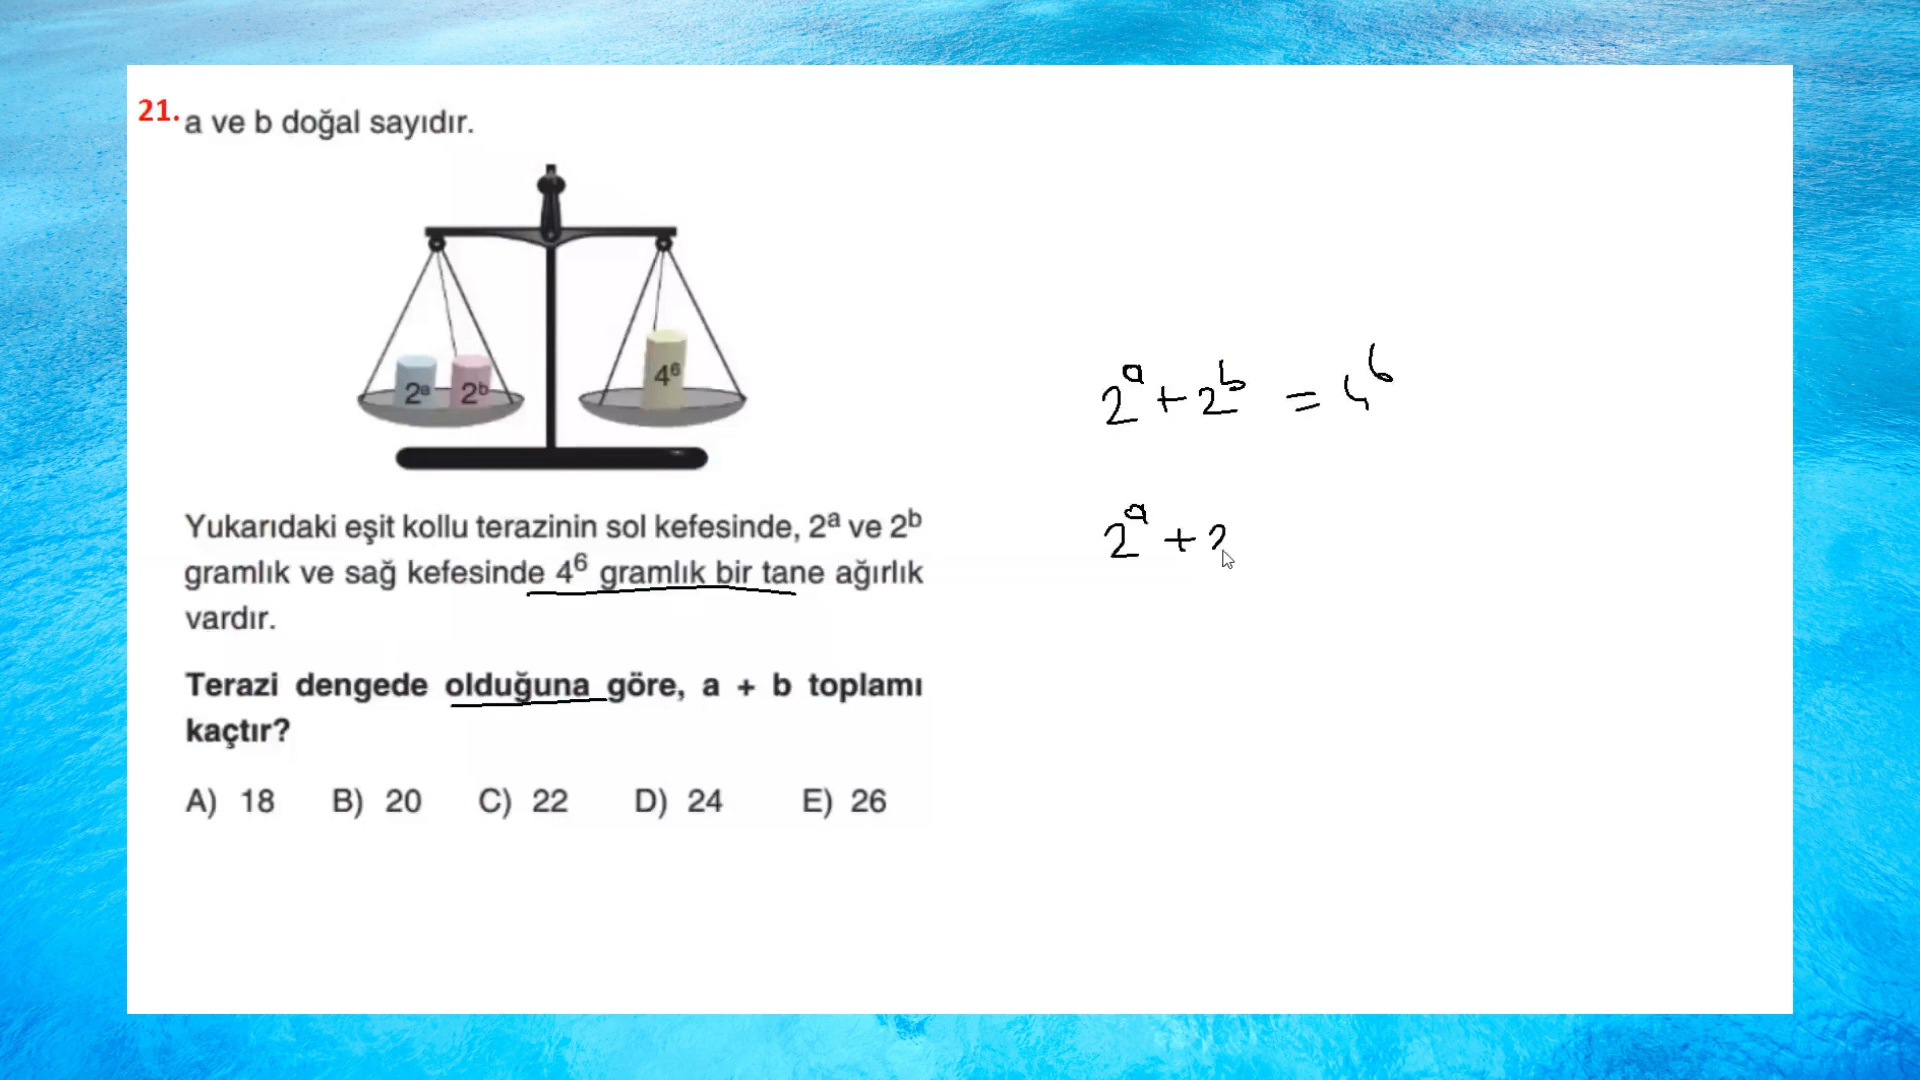 21. a ve b doğal sayıdır.
2ᵃ 2ᵇ 4⁶
Yukarıdaki eşit kollu terazinin sol kefesinde, 2ᵃ ve 2ᵇ
gramlık ve sağ kefesinde 4⁶ gramlık bir tane ağırlık
vardır.
Terazi dengede olduğuna göre, a + b toplamı
kaçtır?
A) 18 B) 20 C) 22 D) 24 E) 26
2ᵃ + 2ᵇ = 4⁶
2ᵃ + 2